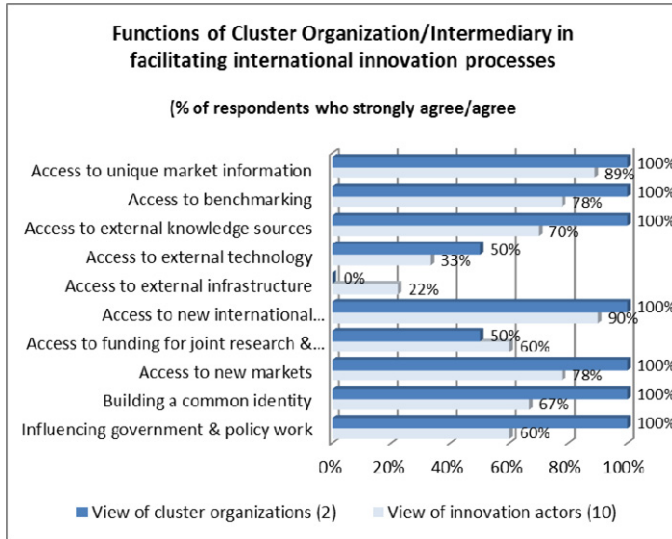 Functions of Cluster Organization/Intermediary in
facilitating international innovation processes
(% of respondents who strongly agree/agree
Access to unique market information
100%
89%
Access to benchmarking
100%
78%
Access to external knowledge sources
100%
70%
Access to external technology
50%
33%
Access to external infrastructure
0%
22%
Access to new international...
100%
90%
Access to funding for joint research &...
50%
60%
Access to new markets
100%
78%
Building a common identity
100%
67%
Influencing government & policy work
100%
60%
0% 20% 40% 60% 80% 100%
View of cluster organizations (2) View of innovation actors (10)